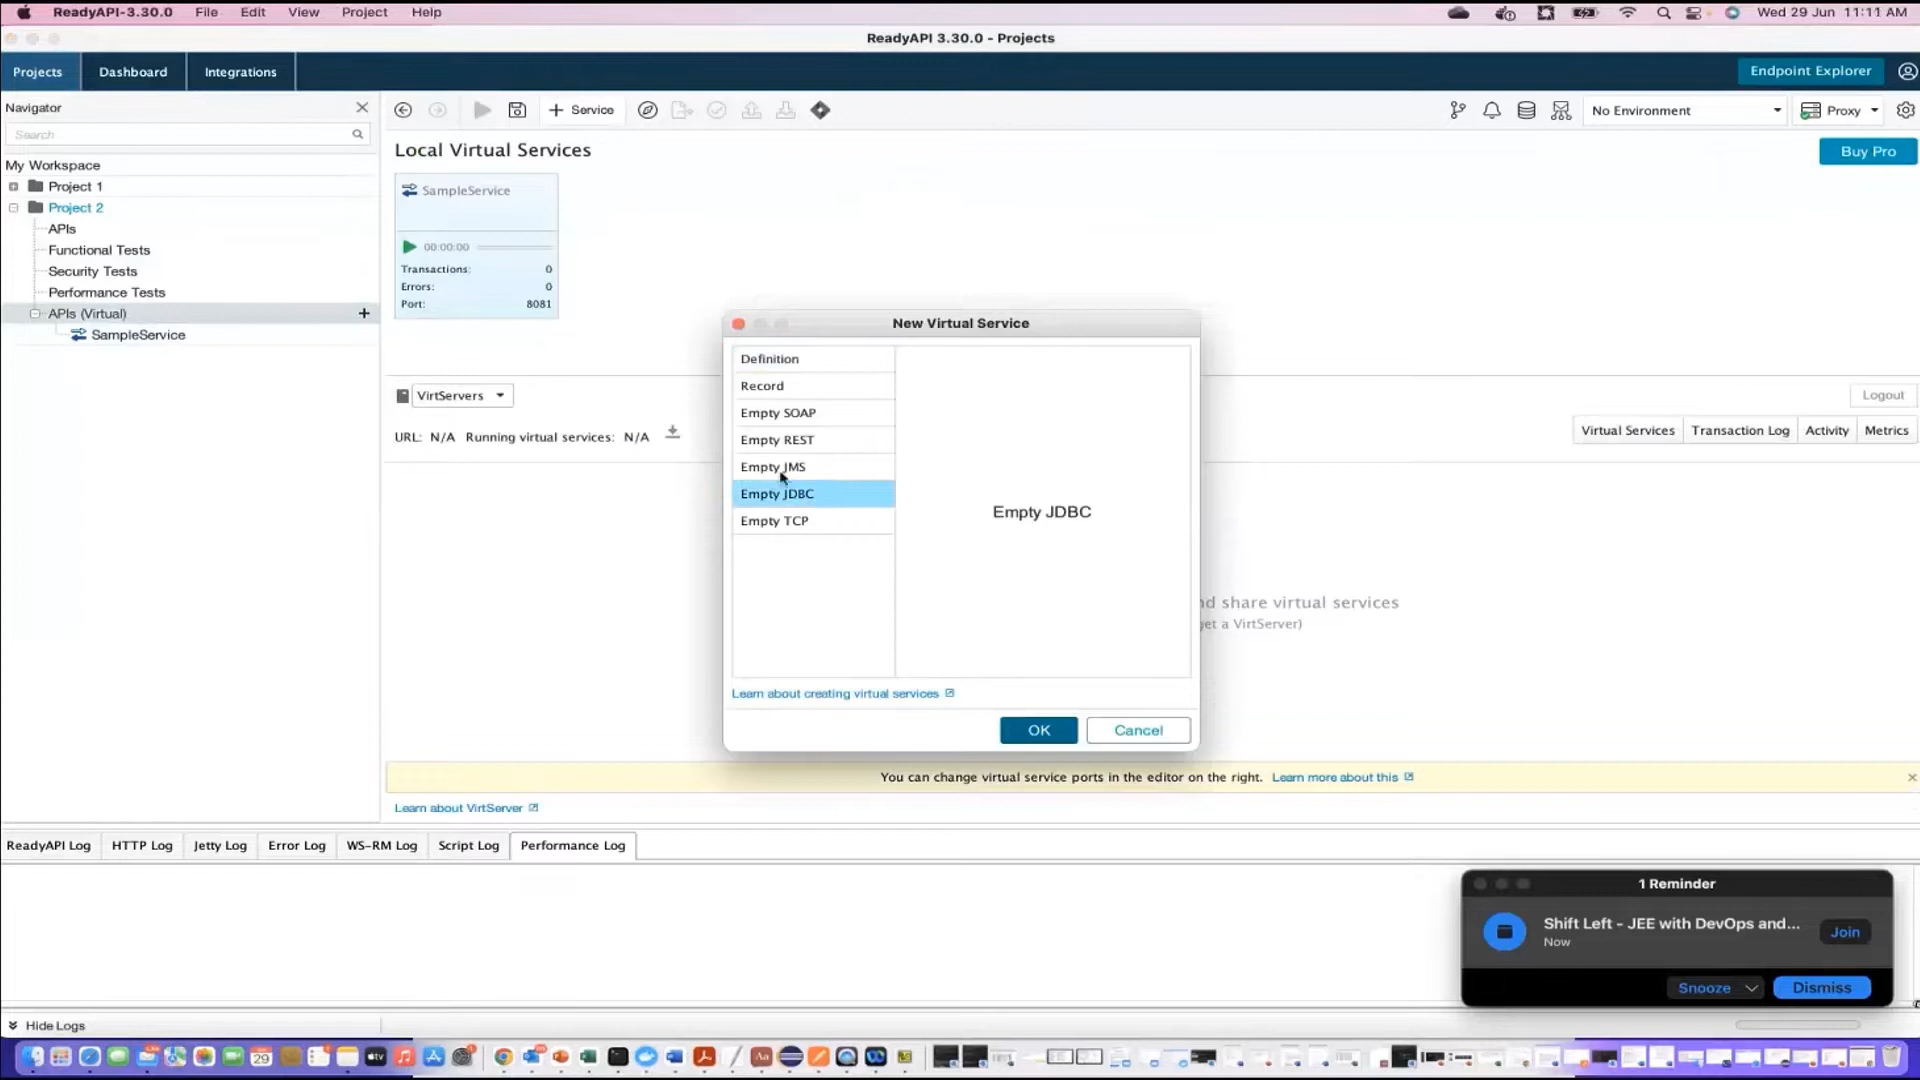 ReadyAPI-3.30.0 File Edit View Project Help Wed 29 Jun 11:11 AM
ReadyAPI 3.30.0 - Projects
Projects Dashboard Integrations Endpoint Explorer
Navigator
+ Service No Environment Proxy
Search
Local Virtual Services Buy Pro
My Workspace
Project 1
SampleService
Project 2
APIs
Functional Tests
00:00:00
Security Tests
Transactions: 0
Errors: 0
Performance Tests
Port: 8081
APIs (Virtual) +
SampleService
New Virtual Service
Definition
Record
Empty SOAP
Empty REST
Empty JMS
Empty JDBC
Empty TCP
Empty JDBC
Learn about creating virtual services
OK Cancel
VirtServers Logout
URL: N/A Running virtual services: N/A Virtual Services Transaction Log Activity Metrics
nd share virtual services
get a VirtServer)
You can change virtual service ports in the editor on the right. Learn more about this
Learn about VirtServer
ReadyAPI Log HTTP Log Jetty Log Error Log WS-RM Log Script Log Performance Log
1 Reminder
Shift Left - JEE with DevOps and...
Now
Join
Snooze Dismiss
Hide Logs
29
tv
Aa